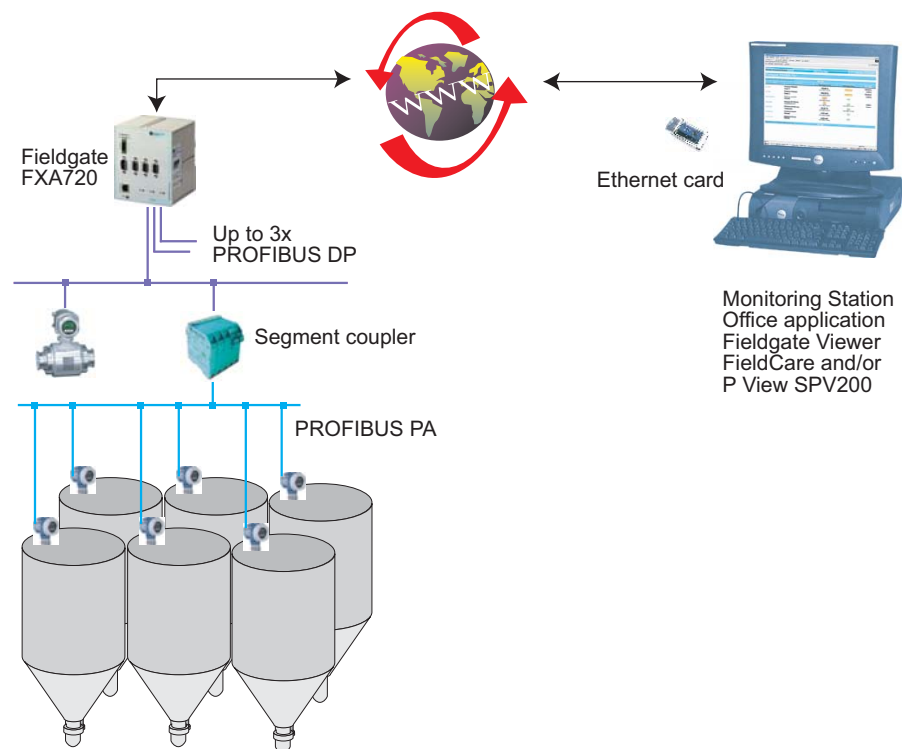 WWW
Fieldgate
FXA720
Ethernet card
Up to 3x
PROFIBUS DP
Segment coupler
Monitoring Station
Office application
Fieldgate Viewer
FieldCare and/or
P View SPV200
PROFIBUS PA